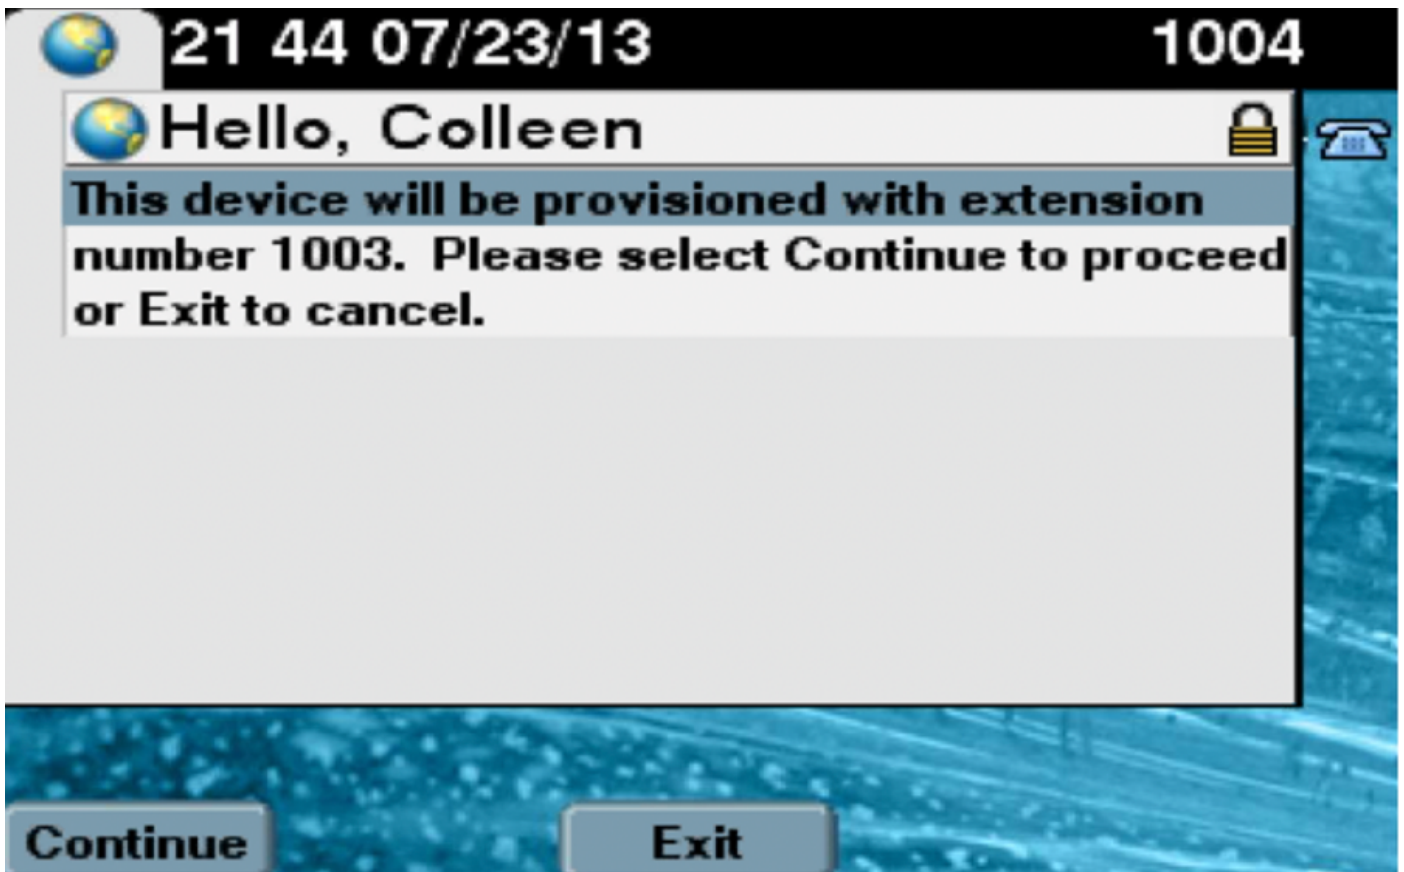 21 44 07/23/13 1004
Hello, Colleen
This device will be provisioned with extension
number 1003. Please select Continue to proceed
or Exit to cancel.
Continue Exit